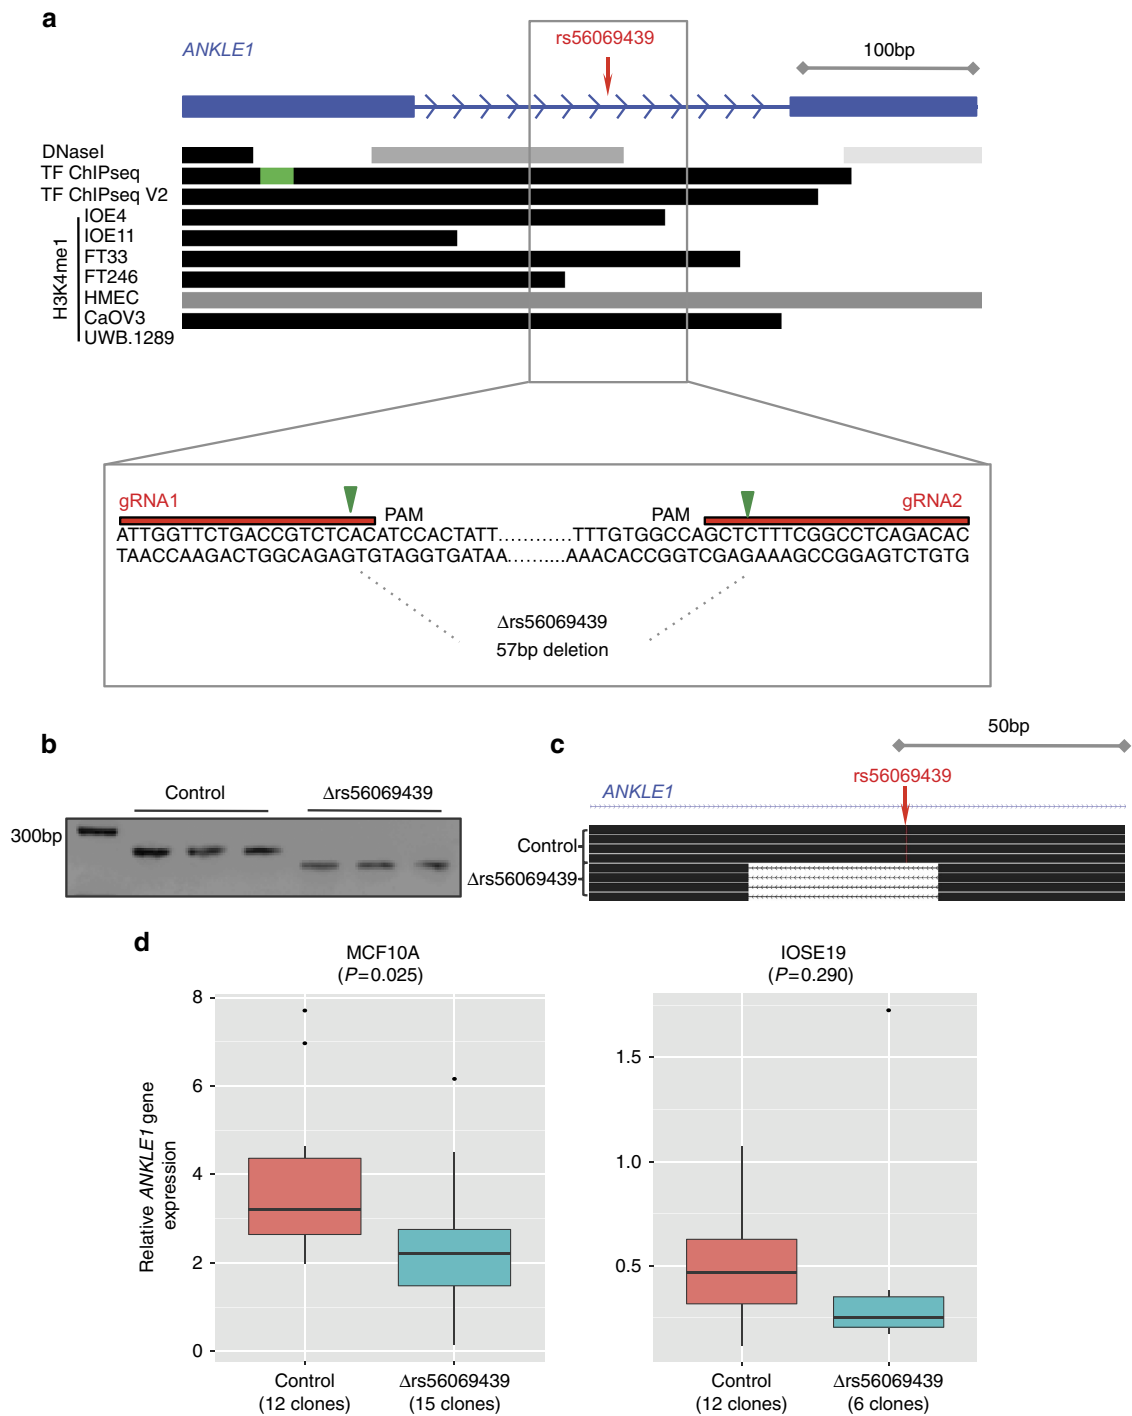 a
rs56069439
ANKLE1
100bp
DNaseI
TF ChIPseq
TF ChIPseq V2
H3K4me1
IOE4
IOE11
FT33
FT246
HMEC
CaOV3
UWB.1289
gRNA1
PAM
PAM
gRNA2
ATTGGTTCTGACCGTCTCACATCCACTATT............TTTGTGGCCAGCTCTTTCGGCCTCAGACAC
TAACCAAGACTGGCAGAGTGTAGGTGATAA..........AAACACCGGTCGAGAAAGCCGGAGTCTGTG
Δrs56069439
57bp deletion
b
Control
Δrs56069439
300bp
c
50bp
rs56069439
ANKLE1
Control
Δrs56069439
d
MCF10A
(P=0.025)
IOSE19
(P=0.290)
Relative ANKLE1 gene
expression
8
6
4
2
0
1.5
1.0
0.5
Control
(12 clones)
Δrs56069439
(15 clones)
Control
(12 clones)
Δrs56069439
(6 clones)